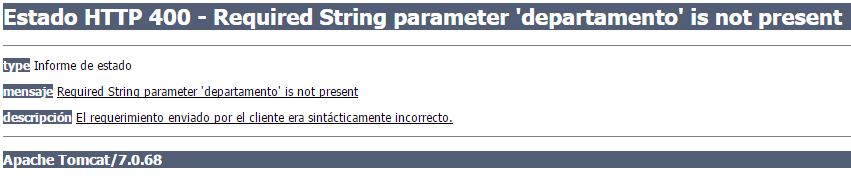 Estado HTTP 400 - Required String parameter 'departamento' is not present
type Informe de estado
mensaje Required String parameter 'departamento' is not present
descripción El requerimiento enviado por el cliente era sintácticamente incorrecto.
Apache Tomcat/7.0.68